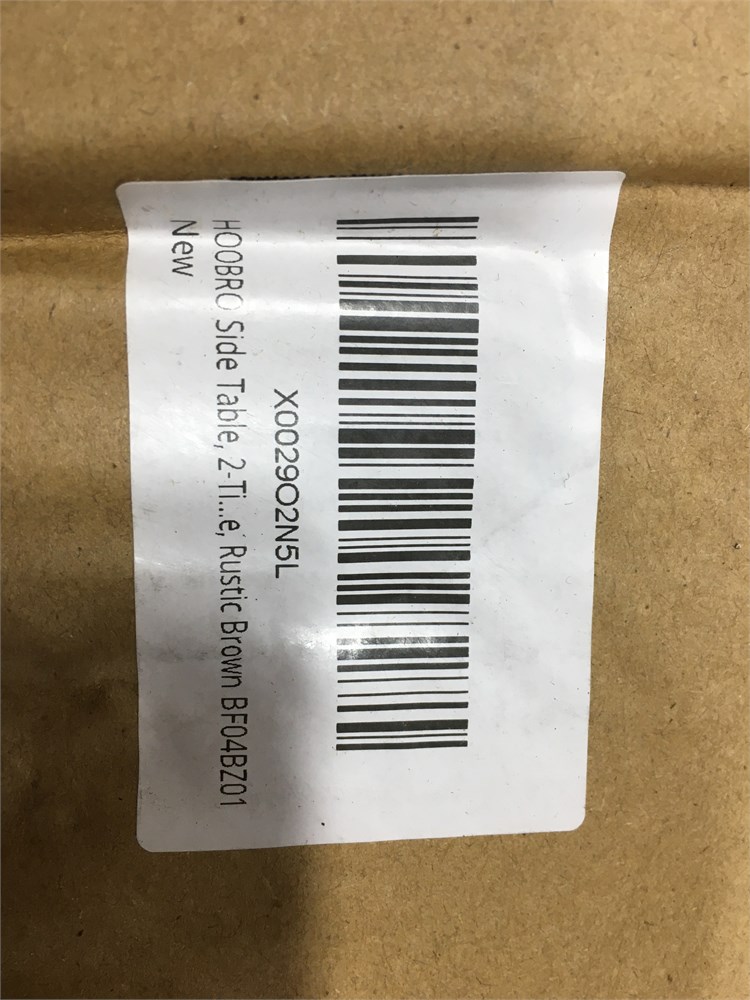 X0029O2N5L
HOOBRO Side Table, 2-Ti...e, Rustic Brown BF04BZ01
New